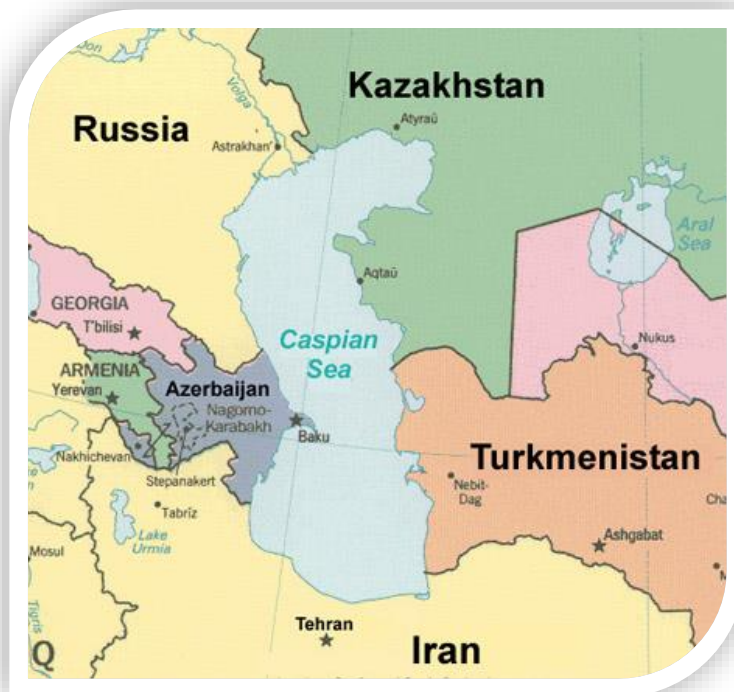 Don
Volga
Kazakhstan
Atyraū
Russia
Astrakhan'
Aral
Sea
Aqtaū
GEORGIA
T'bilisi
Caspian
Sea
Nukus
ARMENIA
Yerevan
Azerbaijan
Nagorno-
Karabakh
Baku
Nakhichevan
Stepanakert
Turkmenistan
Nebit-
Dag
Tabrīz
Lake
Urmia
Ashgabat
Mosul
Tigris
Tehran
Iran
Q